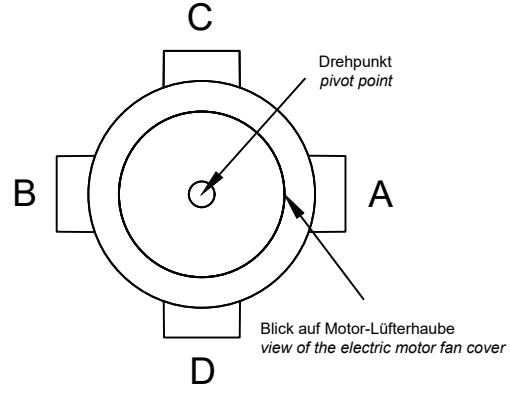 C
Drehpunkt
pivot point
B
A
Blick auf Motor-Lüfterhaube
view of the electric motor fan cover
D